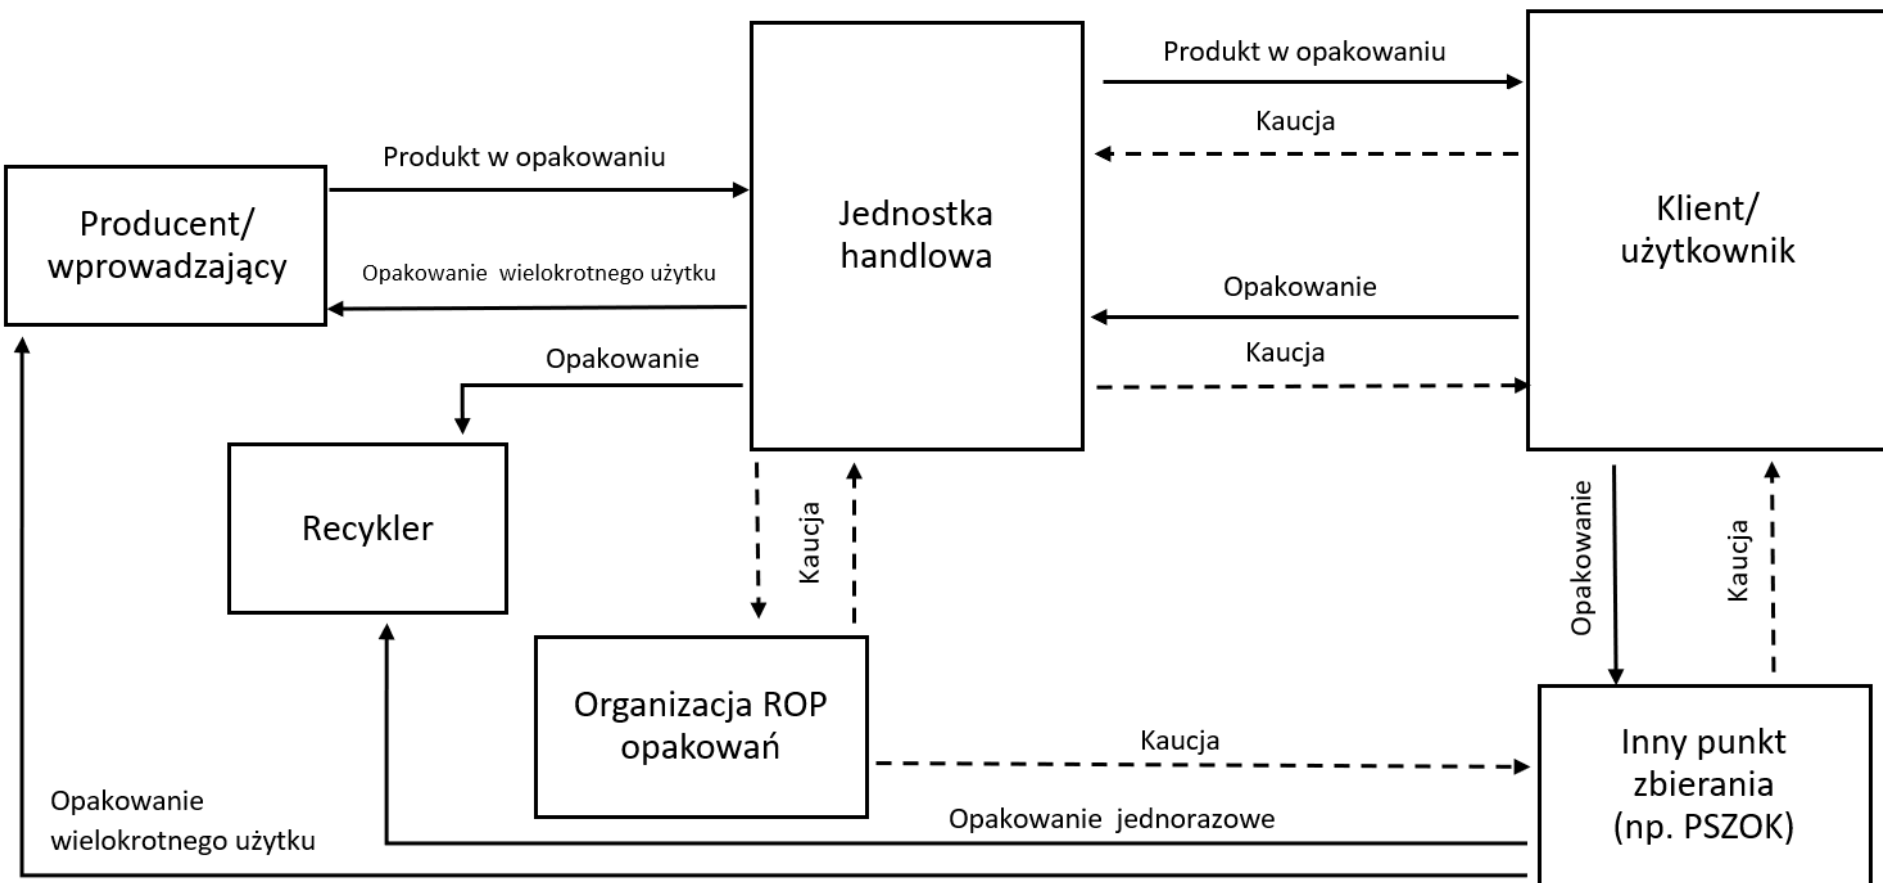 Produkt w opakowaniu
Kaucja
Produkt w opakowaniu
Producent/
wprowadzający
Jednostka
handlowa
Klient/
użytkownik
Opakowanie wielokrotnego użytku
Opakowanie
Kaucja
Opakowanie
Recykler
Kaucja
Opakowanie
Kaucja
Organizacja ROP
opakowań
Kaucja
Inny punkt
zbierania
(np. PSZOK)
Opakowanie
wielokrotnego użytku
Opakowanie jednorazowe